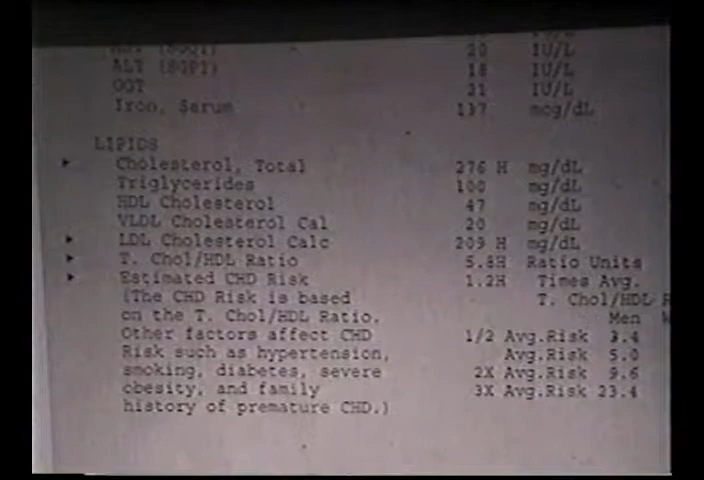 20 IU/L
ALT (SGPT) 18 IU/L
GGT 21 IU/L
Iron, Serum 137 mcg/dL
LIPIDS
Cholesterol, Total 276 H mg/dL
Triglycerides 100 mg/dL
HDL Cholesterol 47 mg/dL
VLDL Cholesterol Cal 20 mg/dL
LDL Cholesterol Calc 209 H mg/dL
T. Chol/HDL Ratio 5.8H Ratio Units
Estimated CHD Risk 1.2H Times Avg.
(The CHD Risk is based T. Chol/HDL R
on the T. Chol/HDL Ratio. Men
Other factors affect CHD 1/2 Avg.Risk 3.4
Risk such as hypertension, Avg.Risk 5.0
smoking, diabetes, severe 2X Avg.Risk 9.6
obesity, and family 3X Avg.Risk 23.4
history of premature CHD.)